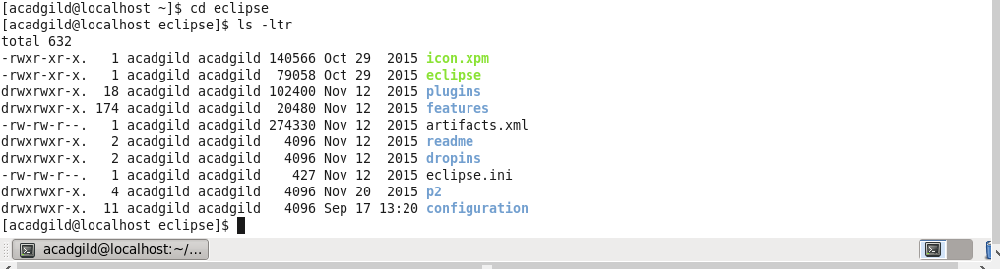 [acadgild@localhost ~]$ cd eclipse
[acadgild@localhost eclipse]$ ls -ltr
total 632
-rwxr-xr-x.   1 acadgild acadgild 140566 Oct 29  2015 icon.xpm
-rwxr-xr-x.   1 acadgild acadgild  79058 Oct 29  2015 eclipse
drwxrwxr-x.  18 acadgild acadgild 102400 Nov 12  2015 plugins
drwxrwxr-x. 174 acadgild acadgild  20480 Nov 12  2015 features
-rw-rw-r--.   1 acadgild acadgild 274330 Nov 12  2015 artifacts.xml
drwxrwxr-x.   2 acadgild acadgild   4096 Nov 12  2015 readme
drwxrwxr-x.   2 acadgild acadgild   4096 Nov 12  2015 dropins
-rw-rw-r--.   1 acadgild acadgild    427 Nov 12  2015 eclipse.ini
drwxrwxr-x.   4 acadgild acadgild   4096 Nov 20  2015 p2
drwxrwxr-x.  11 acadgild acadgild   4096 Sep 17 13:20 configuration
[acadgild@localhost eclipse]$
acadgild@localhost:~/...